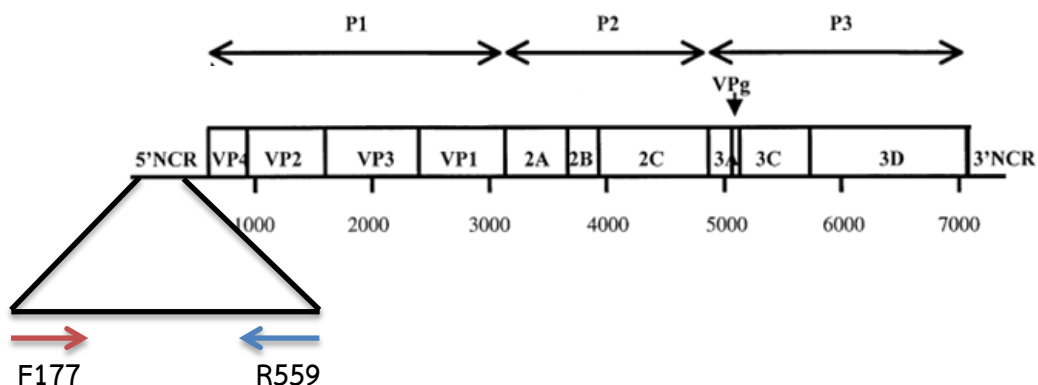 P1 P2 P3
VPg
5'NCR VP4 VP2 VP3 VP1 2A 2B 2C 3A 3C 3D 3'NCR
1000 2000 3000 4000 5000 6000 7000
F177 R559